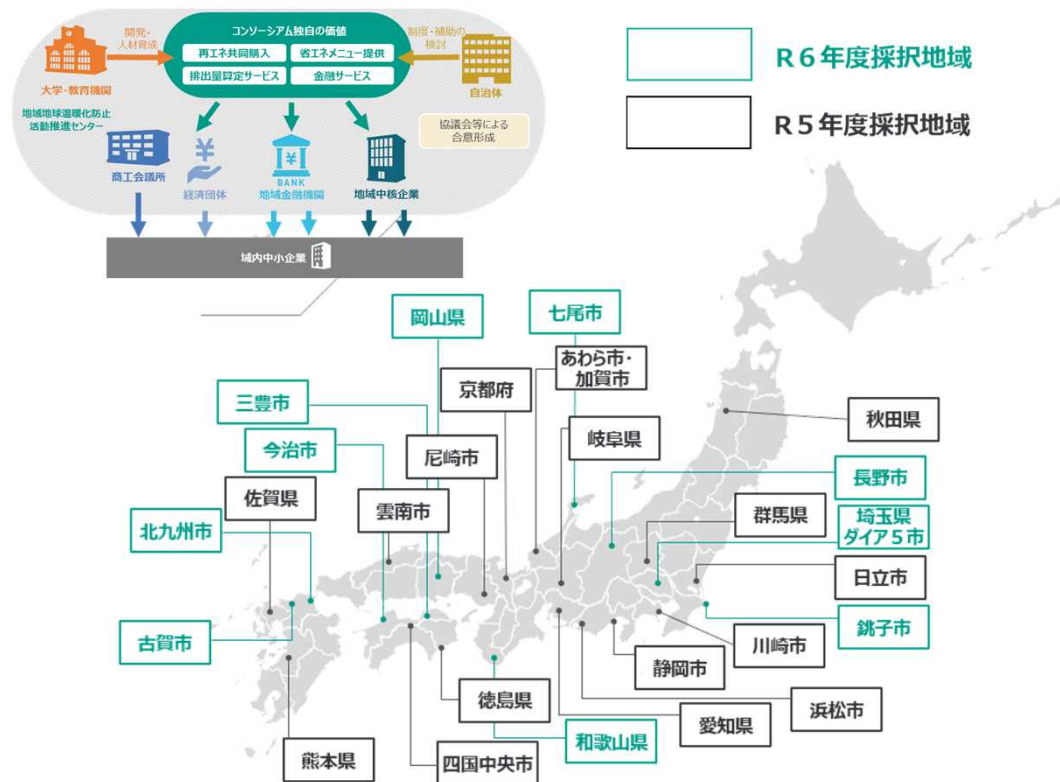 開発・
人材育成
大学・教育機関
コンソーシアム独自の価値
再エネ共同購入
省エネメニュー提供
排出量算定サービス
金融サービス
制度・補助の
検討
自治体
地域地球温暖化防止
活動推進センター
協議会等による
合意形成
商工会議所
経済団体
BANK
地域金融機関
地域中核企業
域内中小企業
R6年度採択地域
R5年度採択地域
岡山県
七尾市
あわら市・
加賀市
京都府
三豊市
秋田県
岐阜県
今治市
尼崎市
長野市
佐賀県
雲南市
群馬県
埼玉県
ダイア5市
北九州市
日立市
銚子市
古賀市
川崎市
静岡市
徳島県
浜松市
愛知県
和歌山県
熊本県
四国中央市